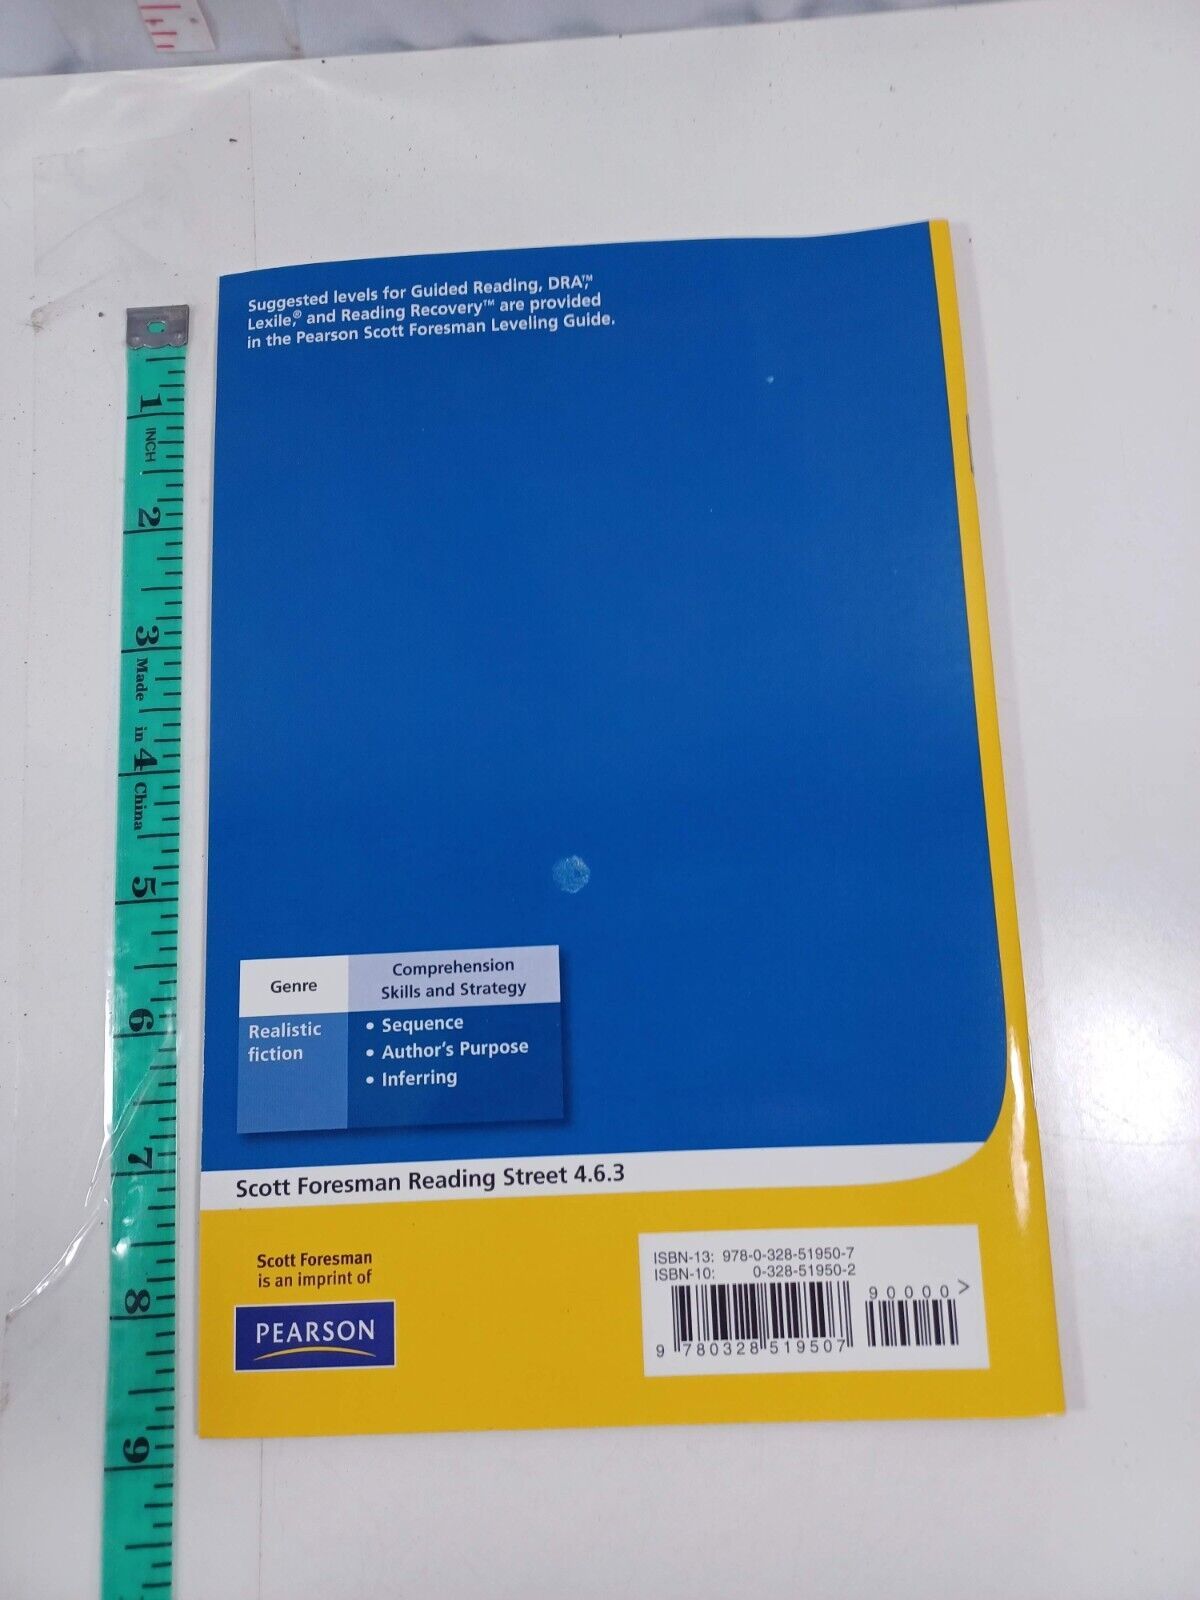 Suggested levels for Guided Reading, DRA™,
Lexile,® and Reading Recovery™ are provided
in the Pearson Scott Foresman Leveling Guide.
Genre
Comprehension
Skills and Strategy
Realistic
fiction
• Sequence
• Author's Purpose
• Inferring
Scott Foresman Reading Street 4.6.3
Scott Foresman
is an imprint of
PEARSON
ISBN-13: 978-0-328-51950-7
ISBN-10: 0-328-51950-2
90000>
9 780328 519507
1
INCH
2
3
Made
in
4
China
5
6
7
8
9